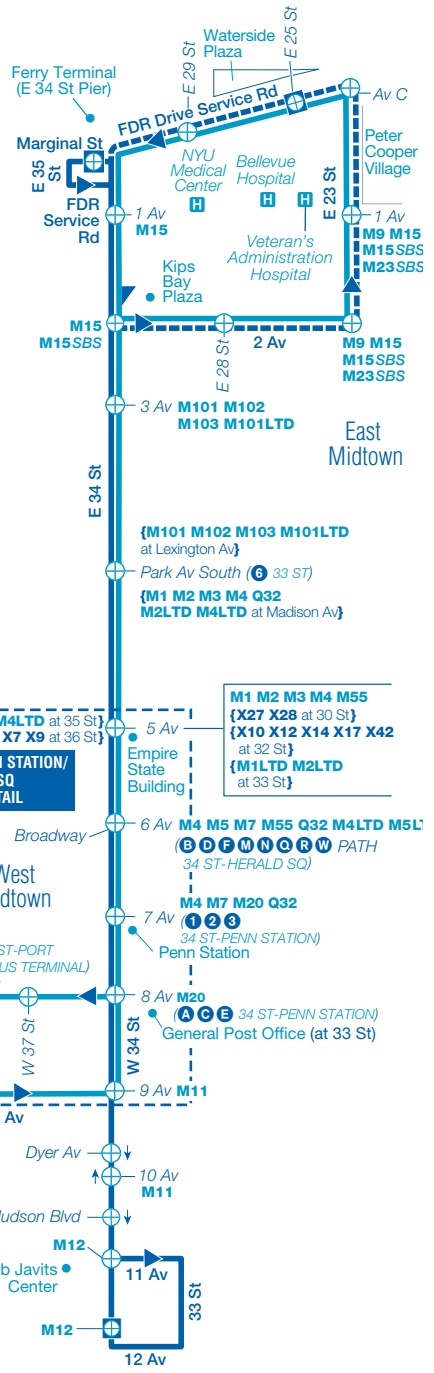 Waterside
Plaza
E 25 St
E 29 St
Ferry Terminal
(E 34 St Pier)
FDR Drive Service Rd
Av C
Marginal St
E 35
St
FDR
Service
Rd
NYU
Medical
Center
H
Bellevue
Hospital
H
H
Veteran's
Administration
Hospital
E 23 St
Peter
Cooper
Village
1 Av
M15
1 Av
M9 M15
M15SBS
M23SBS
Kips
Bay
Plaza
M15
M15SBS
E 28 St
2 Av
M9 M15
M15SBS
M23SBS
3 Av M101 M102
M103 M101LTD
East
Midtown
E 34 St
{M101 M102 M103 M101LTD
at Lexington Av}
Park Av South (6 33 ST)
{M1 M2 M3 M4 Q32
M2LTD M4LTD at Madison Av}
M4LTD at 35 St}
X7 X9 at 36 St}
5 Av
M1 M2 M3 M4 M55
{X27 X28 at 30 St}
{X10 X12 X14 X17 X42
at 32 St}
{M1LTD M2LTD
at 33 St}
Empire
State
Building
STATION/
SQ
TAIL
Broadway
6 Av M4 M5 M7 M55 Q32 M4LTD M5LT
(B D F M N Q R W PATH
34 ST-HERALD SQ)
West
dtown
7 Av M4 M7 M20 Q32
(1 2 3
34 ST-PENN STATION)
Penn Station
ST-PORT
US TERMINAL)
8 Av M20
(A C E 34 ST-PENN STATION)
General Post Office (at 33 St)
W 37 St
W 34 St
9 Av M11
Av
Dyer Av
10 Av
M11
Hudson Blvd
M12
b Javits
Center
11 Av
33 St
M12
12 Av